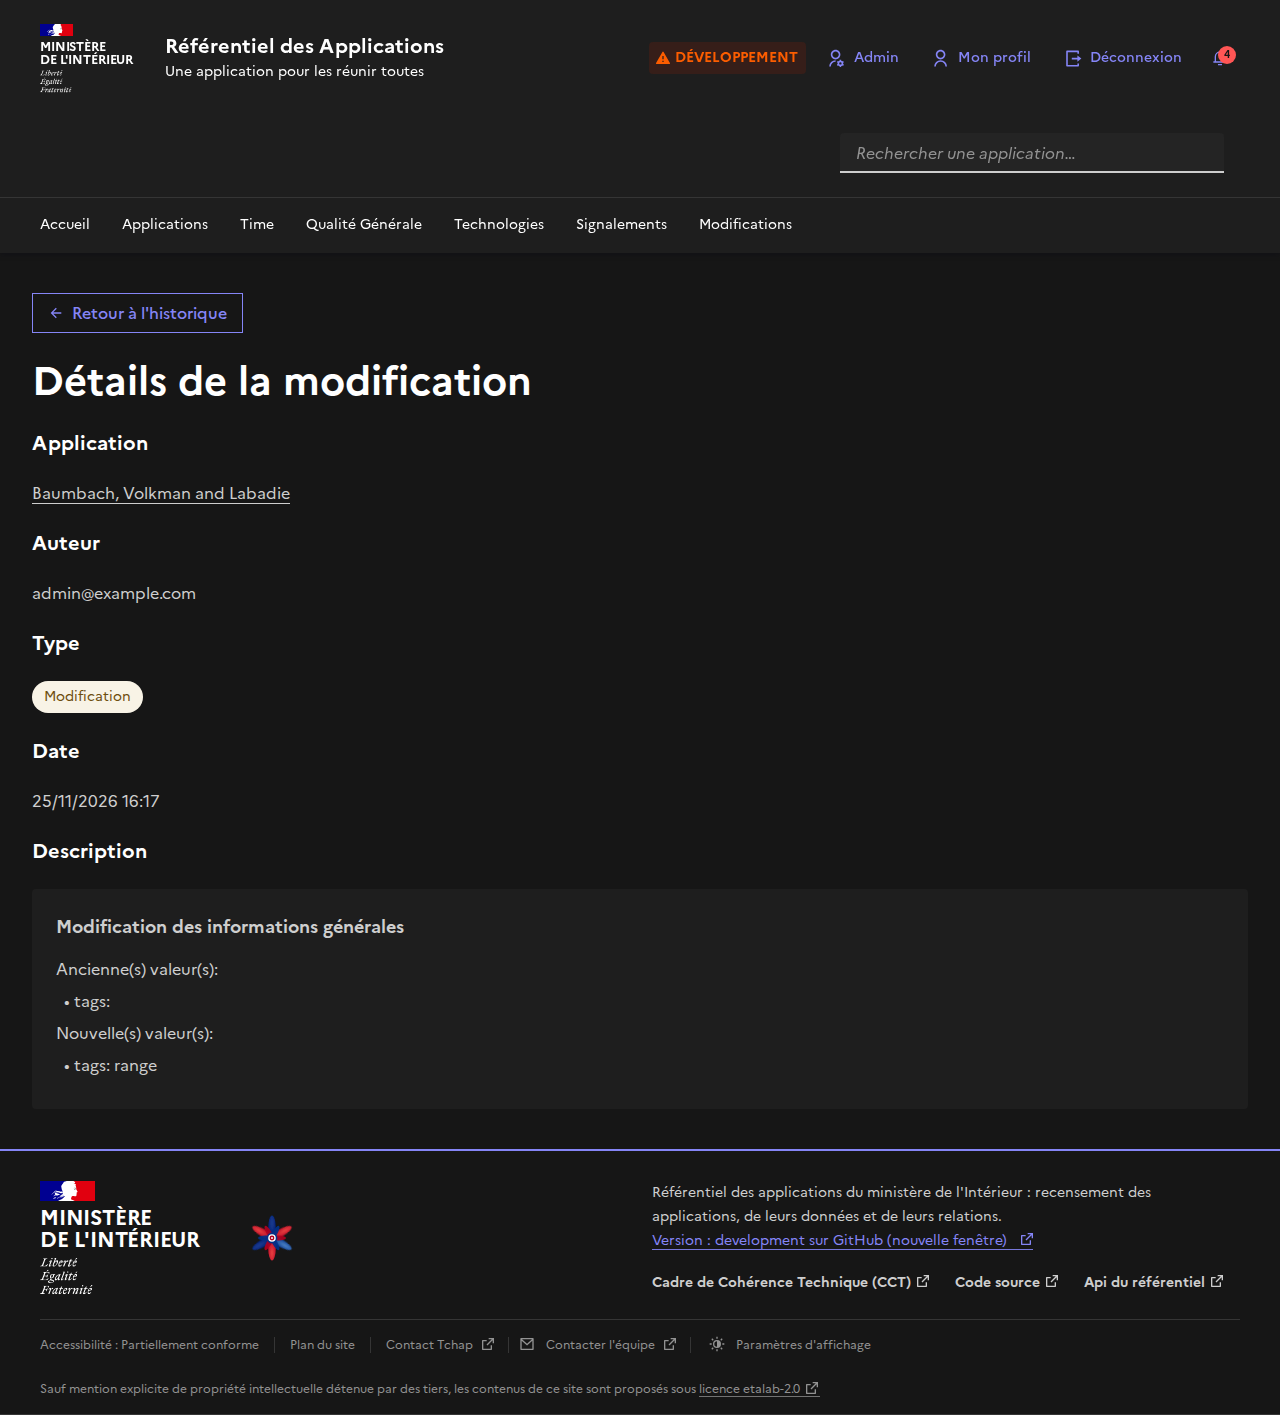 MINISTÈRE
DE L'INTÉRIEUR
Liberté
Égalité
Fraternité
Référentiel des Applications
Une application pour les réunir toutes
DÉVELOPPEMENT
Admin
Mon profil
Déconnexion
4
Rechercher une application...
Accueil
Applications
Time
Qualité Générale
Technologies
Signalements
Modifications
Retour à l'historique
Détails de la modification
Application
Baumbach, Volkman and Labadie
Auteur
admin@example.com
Type
Modification
Date
25/11/2026 16:17
Description
Modification des informations générales
Ancienne(s) valeur(s):
• tags:
Nouvelle(s) valeur(s):
• tags: range
MINISTÈRE
DE L'INTÉRIEUR
Liberté
Égalité
Fraternité
Référentiel des applications du ministère de l'Intérieur : recensement des
applications, de leurs données et de leurs relations.
Version : development sur GitHub (nouvelle fenêtre)
Cadre de Cohérence Technique (CCT)
Code source
Api du référentiel
Accessibilité : Partiellement conforme
Plan du site
Contact Tchap
Contacter l'équipe
Paramètres d'affichage
Sauf mention explicite de propriété intellectuelle détenue par des tiers, les contenus de ce site sont proposés sous licence etalab-2.0